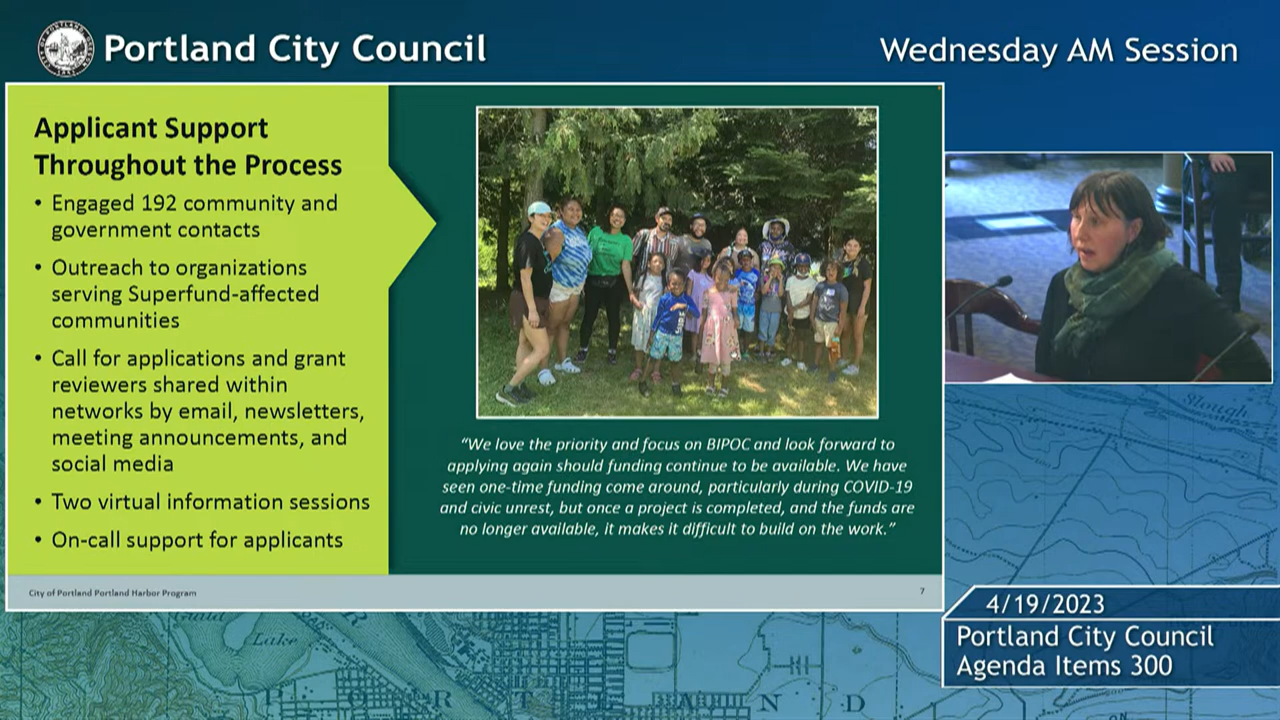 Portland City Council
Wednesday AM Session
Applicant Support
Throughout the Process
• Engaged 192 community and
government contacts
• Outreach to organizations
serving Superfund-affected
communities
• Call for applications and grant
reviewers shared within
networks by email, newsletters,
meeting announcements, and
social media
• Two virtual information sessions
• On-call support for applicants
“We love the priority and focus on BIPOC and look forward to
applying again should funding continue to be available. We have
seen one-time funding come around, particularly during COVID-19
and civic unrest, but once a project is completed, and the funds are
no longer available, it makes it difficult to build on the work.”
City of Portland Portland Harbor Program
7
Slough
4/19/2023
Portland City Council
Agenda Items 300
Guild
Lake
R T L A N D